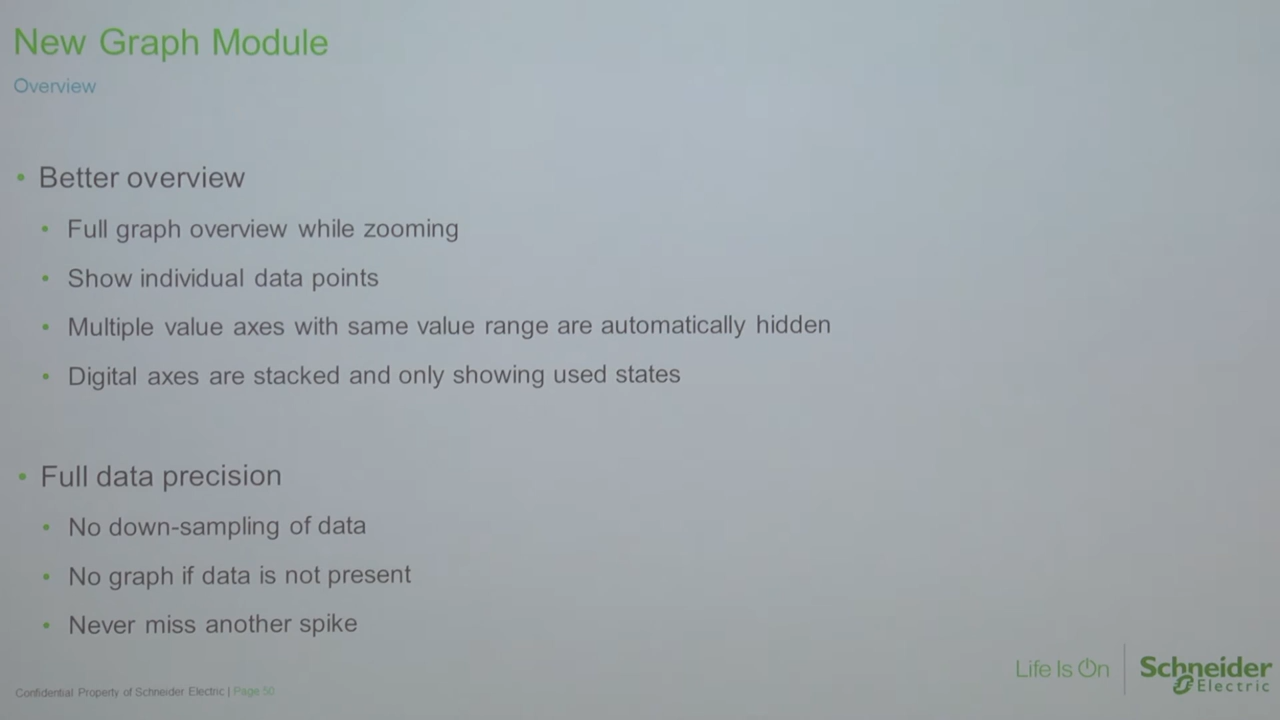 New Graph Module
Overview
• Better overview
• Full graph overview while zooming
• Show individual data points
• Multiple value axes with same value range are automatically hidden
• Digital axes are stacked and only showing used states
• Full data precision
• No down-sampling of data
• No graph if data is not present
• Never miss another spike
Confidential Property of Schneider Electric | Page 50
Life Is On
Schneider
Electric